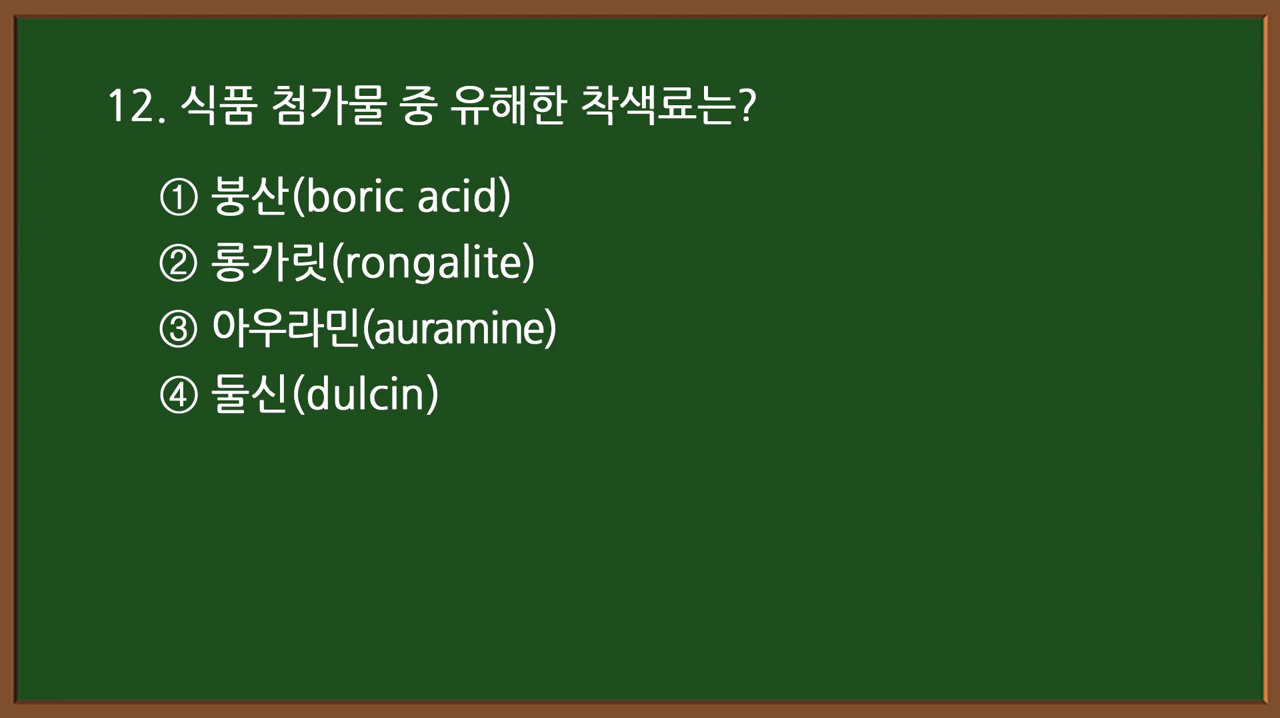 12. 식품 첨가물 중 유해한 착색료는?
① 붕산(boric acid)
② 롱가릿(rongalite)
③ 아우라민(auramine)
④ 둘신(dulcin)